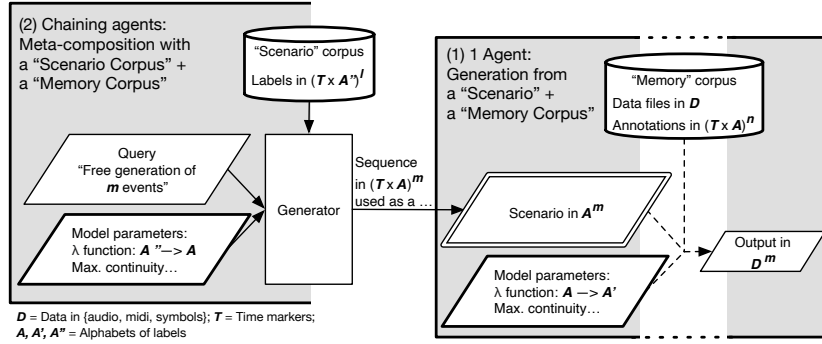 (2) Chaining agents:
Meta-composition with
a “Scenario Corpus” +
a “Memory Corpus”
“Scenario” corpus
Labels in (T x A”)^l
Query
“Free generation of
m events”
Model parameters:
λ function: A ”—> A
Max. continuity…
Generator
Sequence
in (T x A)^m
used as a …
D = Data in {audio, midi, symbols}; T = Time markers;
A, A’, A” = Alphabets of labels
(1) 1 Agent:
Generation from
a “Scenario” +
a “Memory Corpus”
“Memory” corpus
Data files in D
Annotations in (T x A)^n
Scenario in A^m
Model parameters:
λ function: A —> A’
Max. continuity…
Output in
D^m